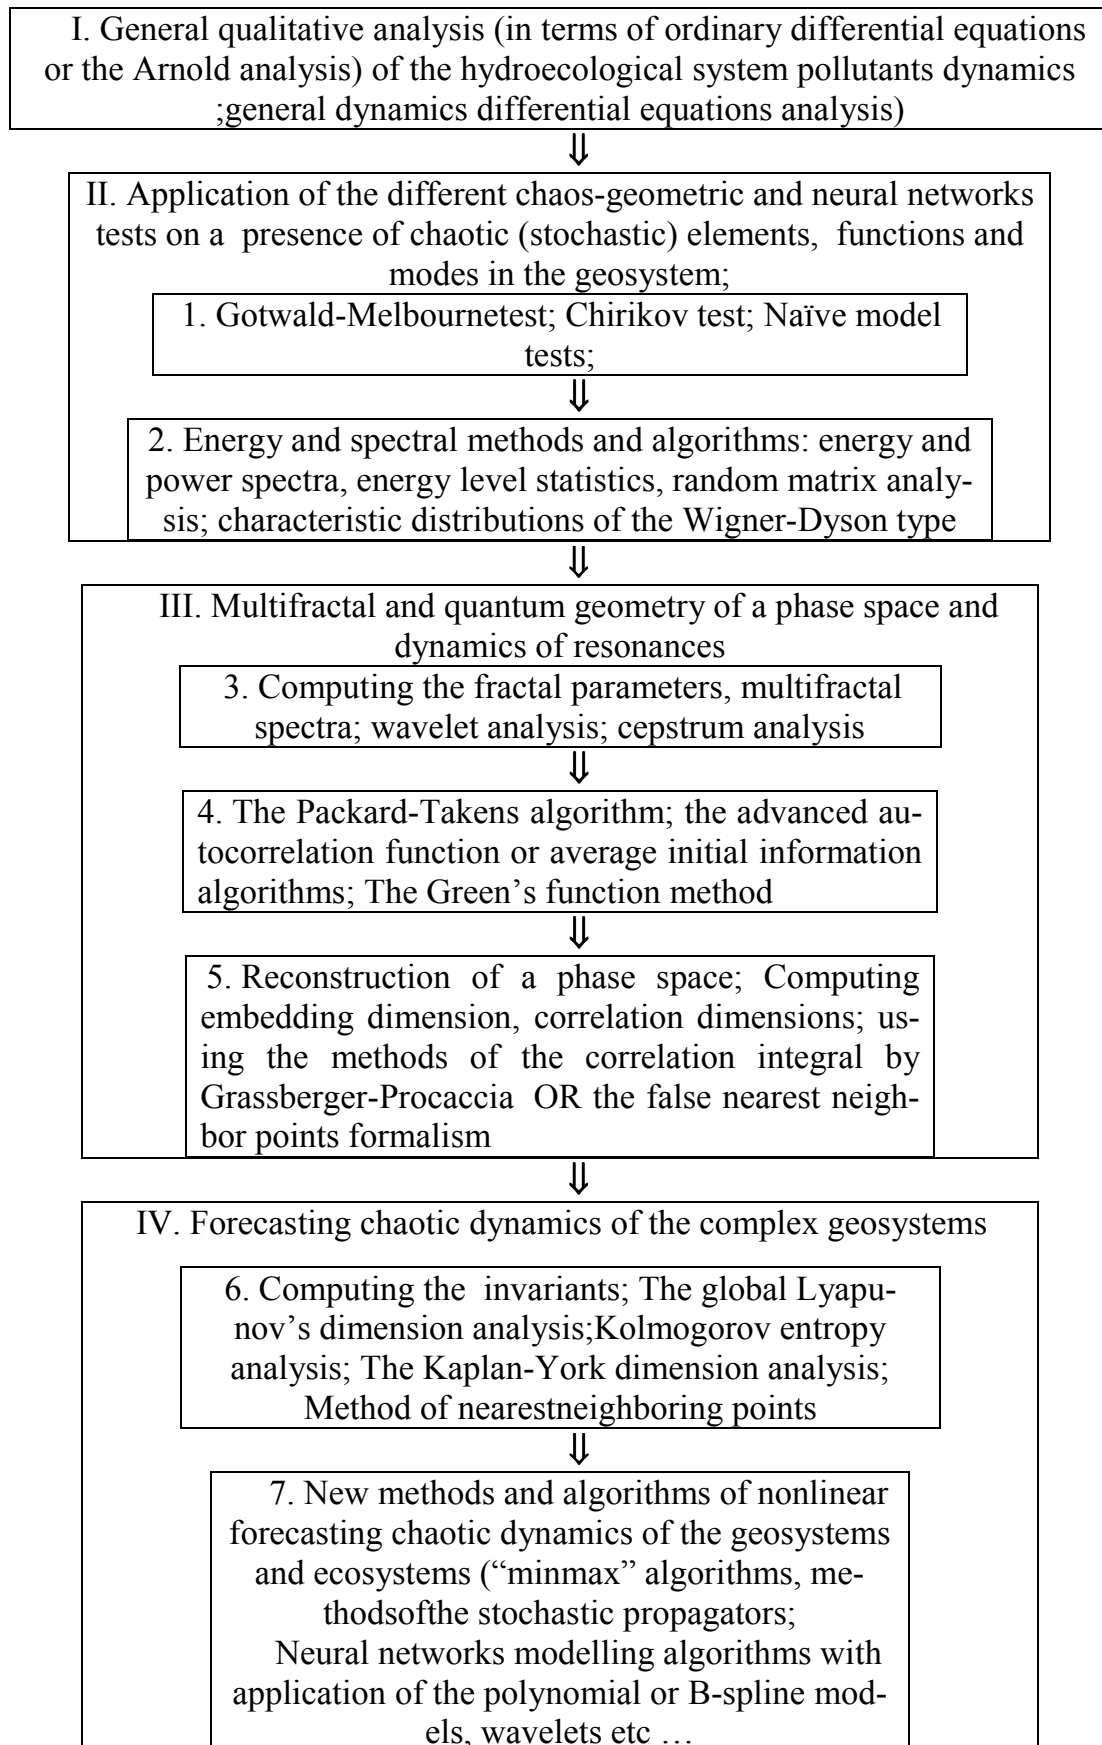 I. General qualitative analysis (in terms of ordinary differential equations
or the Arnold analysis) of the hydroecological system pollutants dynamics
;general dynamics differential equations analysis)
⇓
II. Application of the different chaos-geometric and neural networks
tests on a presence of chaotic (stochastic) elements, functions and
modes in the geosystem;
1. Gotwald-Melbournetest; Chirikov test; Naïve model
tests;
⇓
2. Energy and spectral methods and algorithms: energy and
power spectra, energy level statistics, random matrix analy-
sis; characteristic distributions of the Wigner-Dyson type
⇓
III. Multifractal and quantum geometry of a phase space and
dynamics of resonances
3. Computing the fractal parameters, multifractal
spectra; wavelet analysis; cepstrum analysis
⇓
4. The Packard-Takens algorithm; the advanced au-
tocorrelation function or average initial information
algorithms; The Green’s function method
⇓
5. Reconstruction of a phase space; Computing
embedding dimension, correlation dimensions; us-
ing the methods of the correlation integral by
Grassberger-Procaccia OR the false nearest neigh-
bor points formalism
⇓
IV. Forecasting chaotic dynamics of the complex geosystems
6. Computing the invariants; The global Lyapu-
nov’s dimension analysis;Kolmogorov entropy
analysis; The Kaplan-York dimension analysis;
Method of nearestneighboring points
⇓
7. New methods and algorithms of nonlinear
forecasting chaotic dynamics of the geosystems
and ecosystems (“minmax” algorithms, me-
thodsofthe stochastic propagators;
Neural networks modelling algorithms with
application of the polynomial or B-spline mod-
els, wavelets etc …